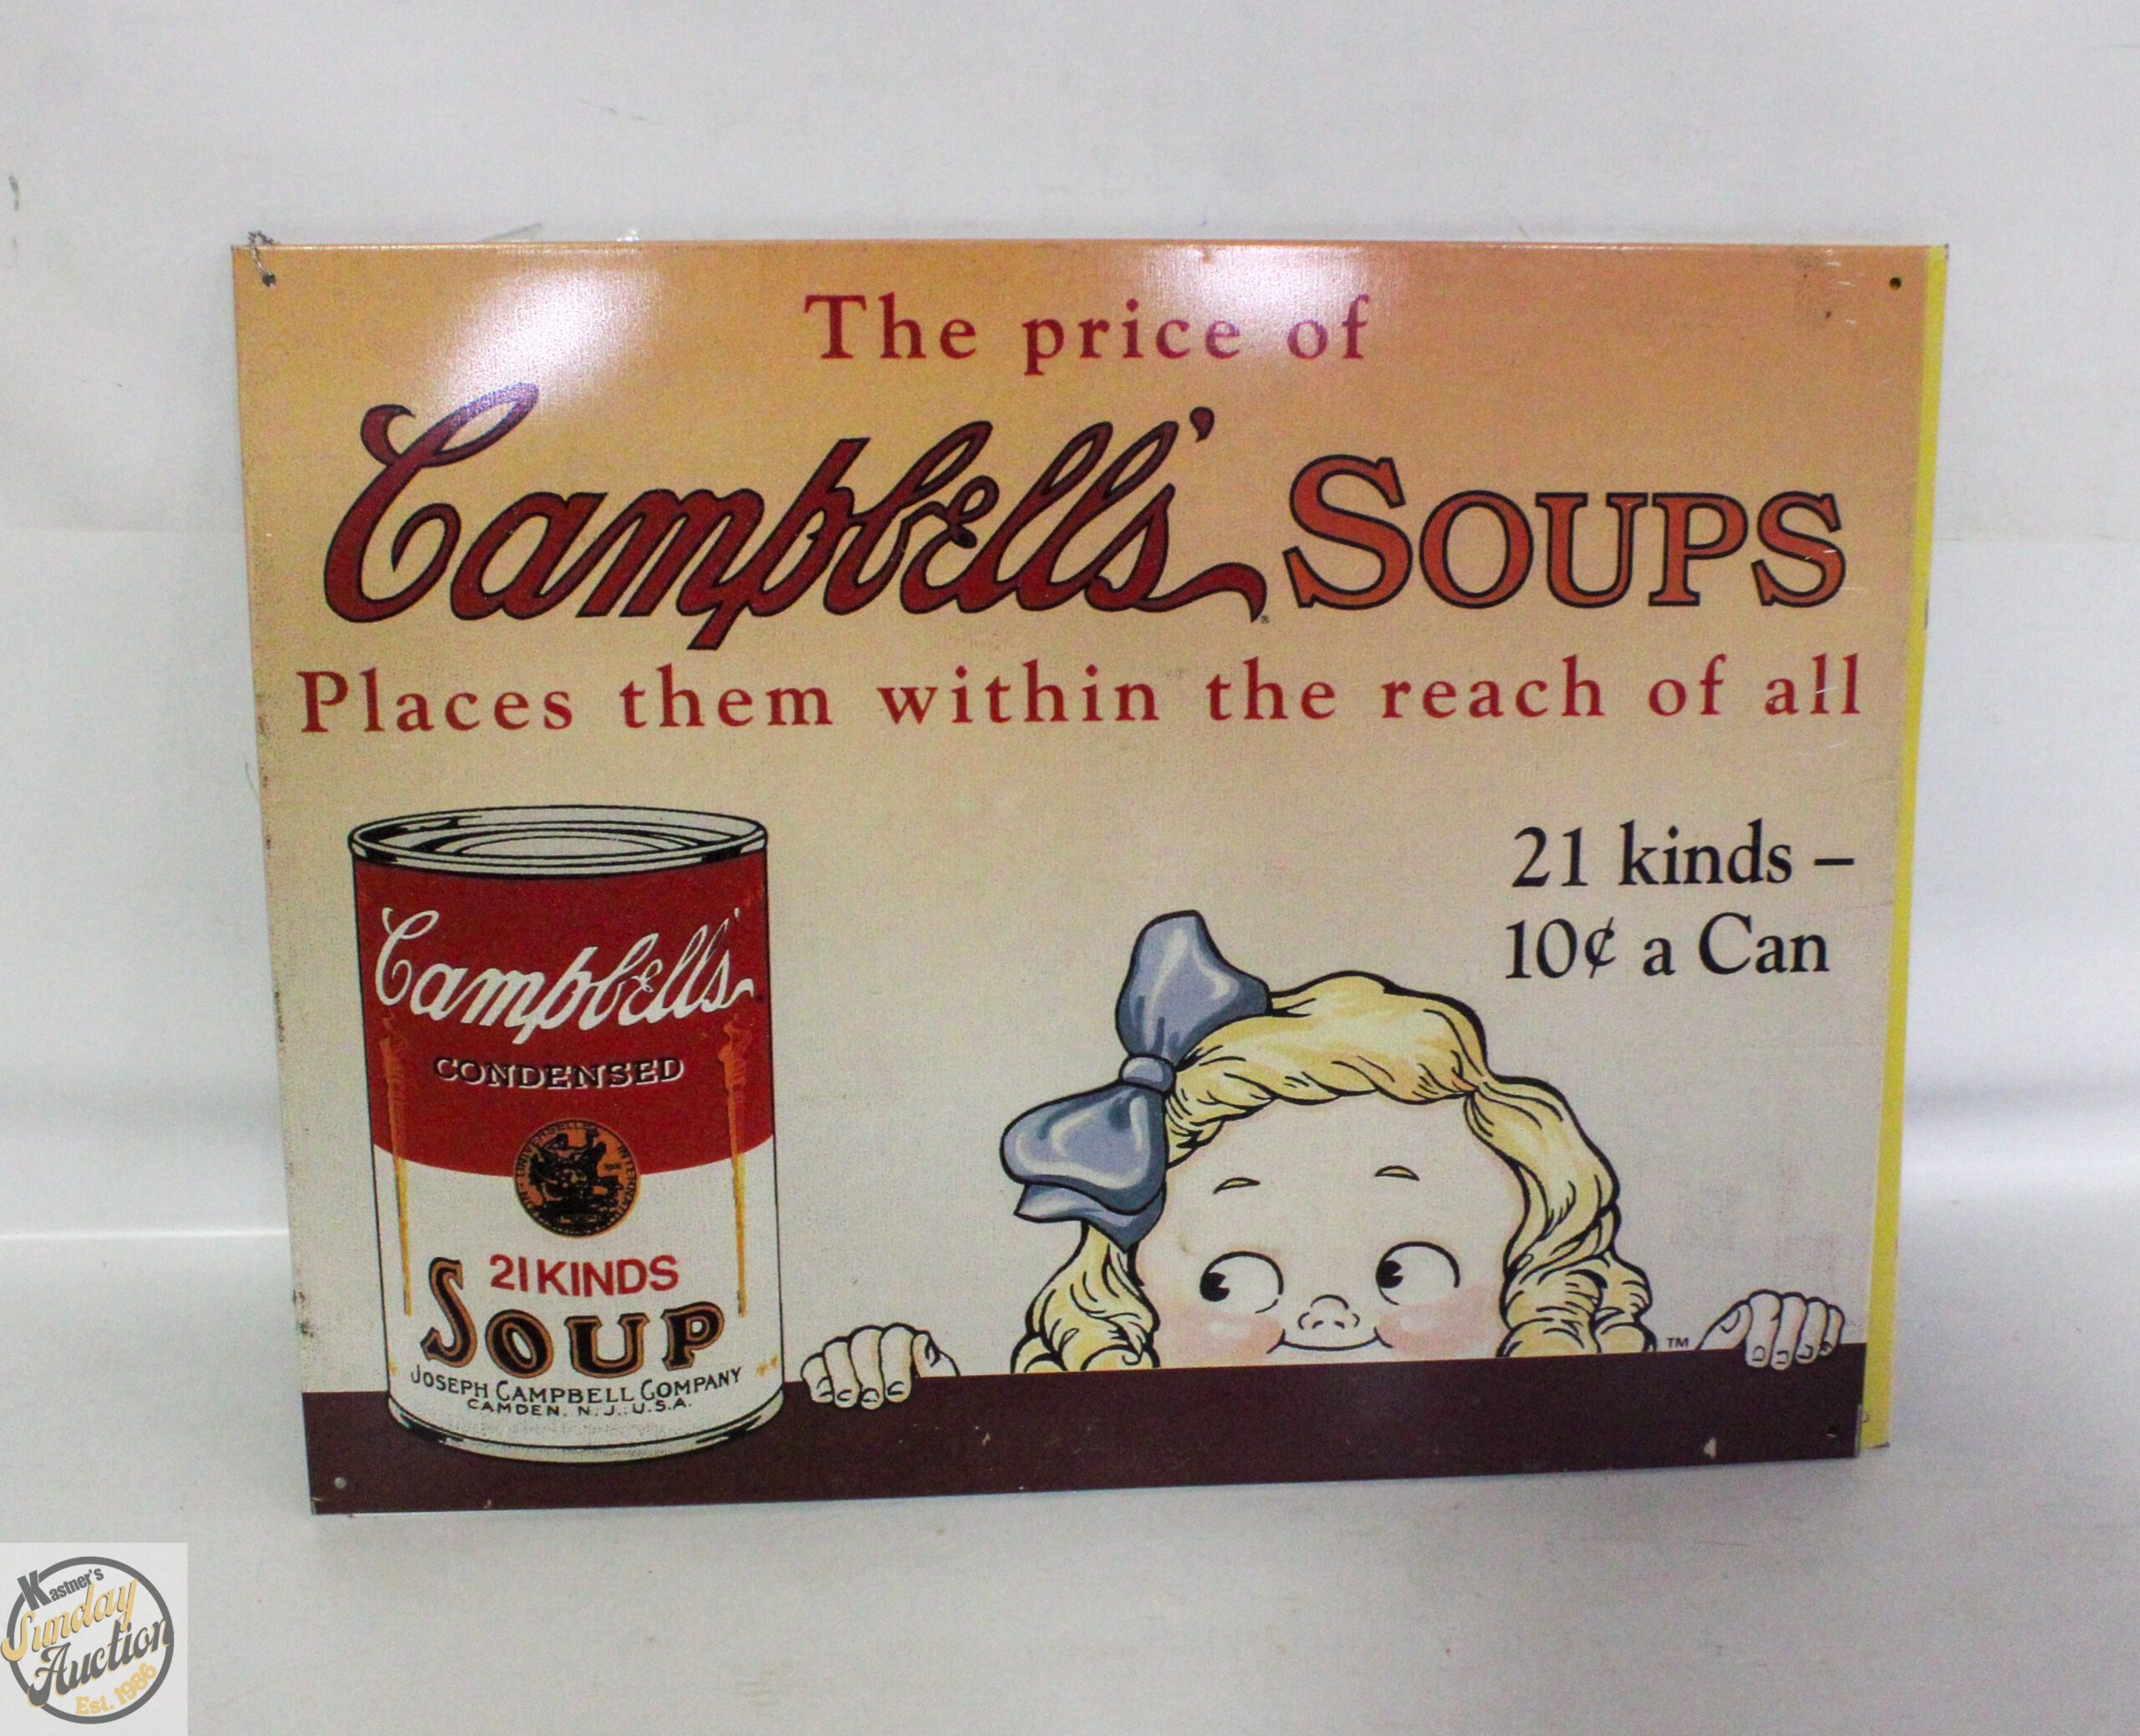 The price of
Campbell's® SOUPS
Places them within the reach of all
21 kinds –
10¢ a Can
Campbell's
CONDENSED
21 KINDS
SOUP
JOSEPH CAMPBELL COMPANY
CAMDEN, N.J., U.S.A.
TM
Kastner's
Sunday
Auction
Est. 1986